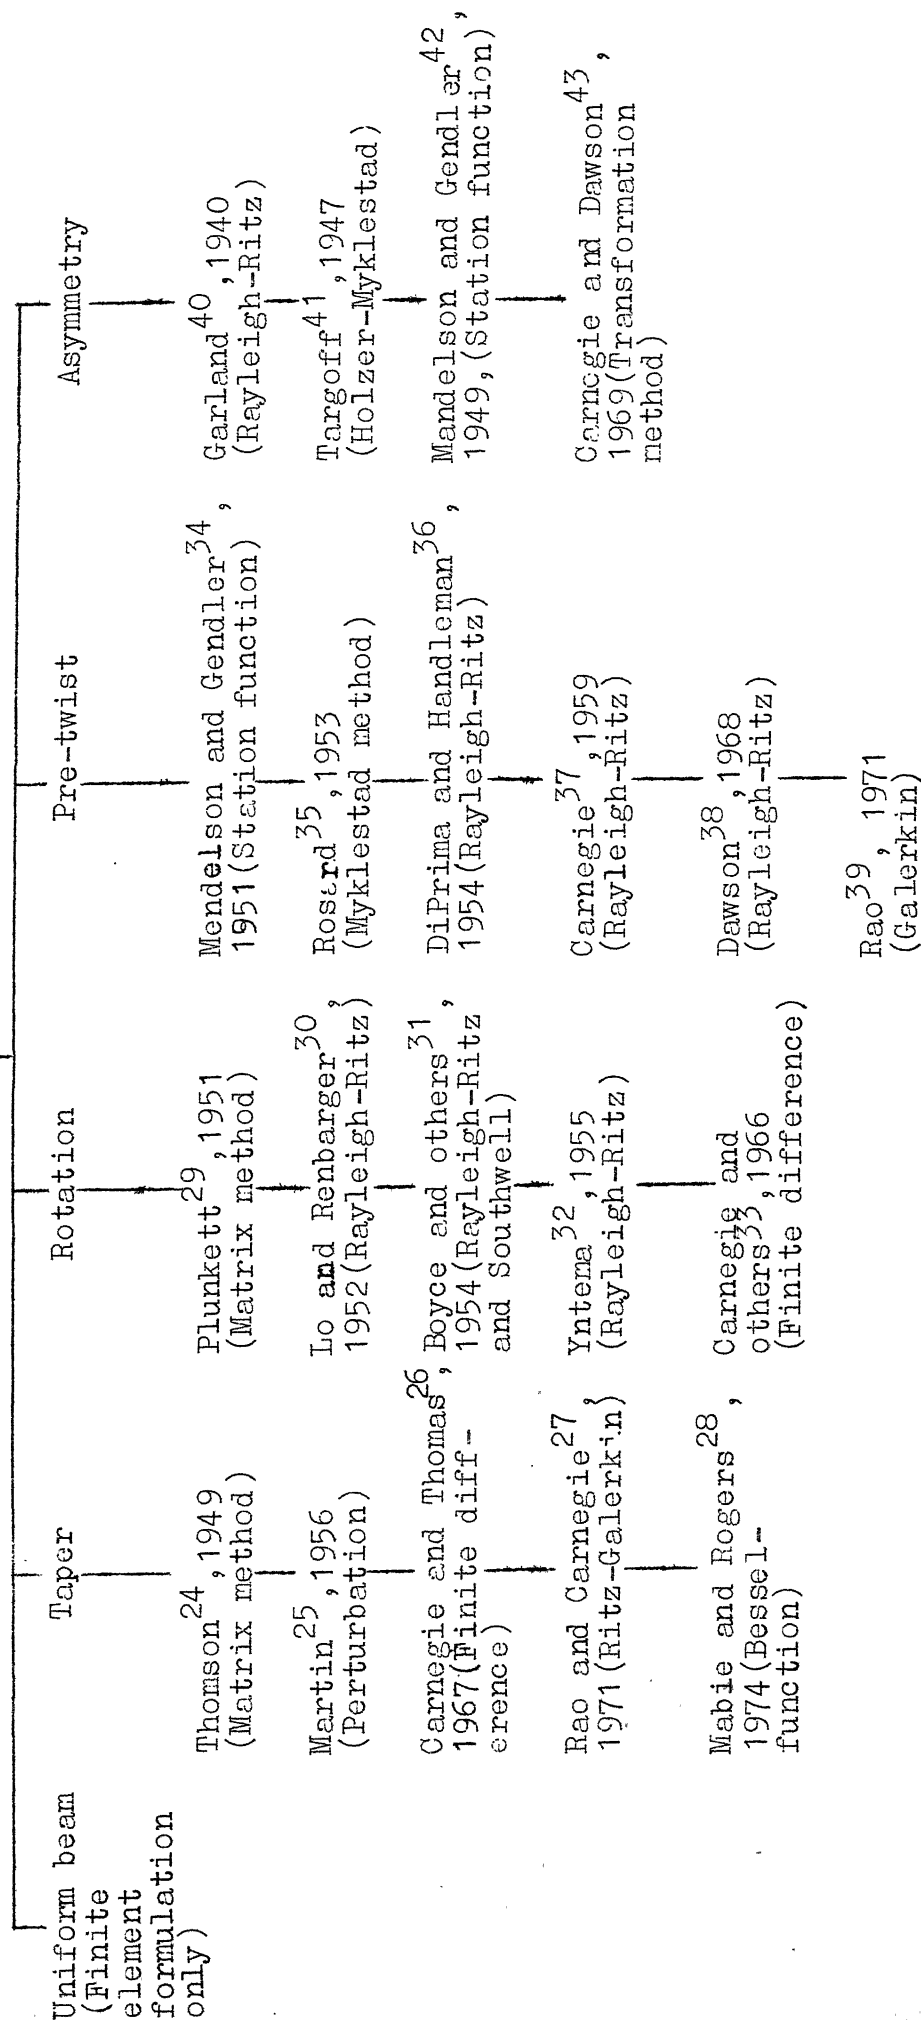 Uniform beam
(Finite
element
formulation
only)
Taper
Thomson24,1949
(Matrix method)
Martin25,1956
(Perturbation)
Carnegie and Thomas26,
1967(Finite diff-
erence)
Rao and Carnegie27,
1971(Ritz-Galerkin)
Mabie and Rogers28,
1974(Bessel-
function)
Rotation
Plunkett29,1951
(Matrix method)
Lo and Renbarger30,
1952(Rayleigh-Ritz)
Boyce and others31,
1954(Rayleigh-Ritz
and Southwell)
Yntema32,1955
(Rayleigh-Ritz)
Carnegie and
others33,1966
(Finite difference)
Pre-twist
Mendelson and Gendler34,
1951(Station function)
35,1953
(Myklestad method)
DiPrima and Handleman36,
1954(Rayleigh-Ritz)
Carnegie37,1959
(Rayleigh-Ritz)
Dawson38,1968
(Rayleigh-Ritz)
Rao39, 1971
(Galerkin)
Asymmetry
Garland40,1940
(Rayleigh-Ritz)
Targoff41,1947
(Holzer-Myklestad)
Mandelson and Gendler42,
1949,(Station function),
Carnegie and Dawson43,
1969(Transformation
method)